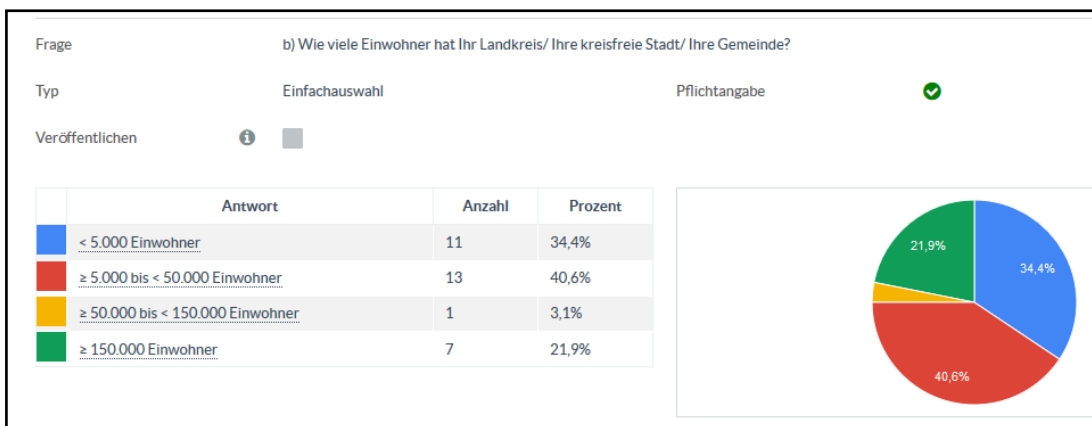 Frage b) Wie viele Einwohner hat Ihr Landkreis/ Ihre kreisfreie Stadt/ Ihre Gemeinde?
Typ Einfachauswahl Pflichtangabe
Veröffentlichen
Antwort Anzahl Prozent
< 5.000 Einwohner 11 34,4%
≥ 5.000 bis < 50.000 Einwohner 13 40,6%
≥ 50.000 bis < 150.000 Einwohner 1 3,1%
≥ 150.000 Einwohner 7 21,9%
21,9%
34,4%
40,6%